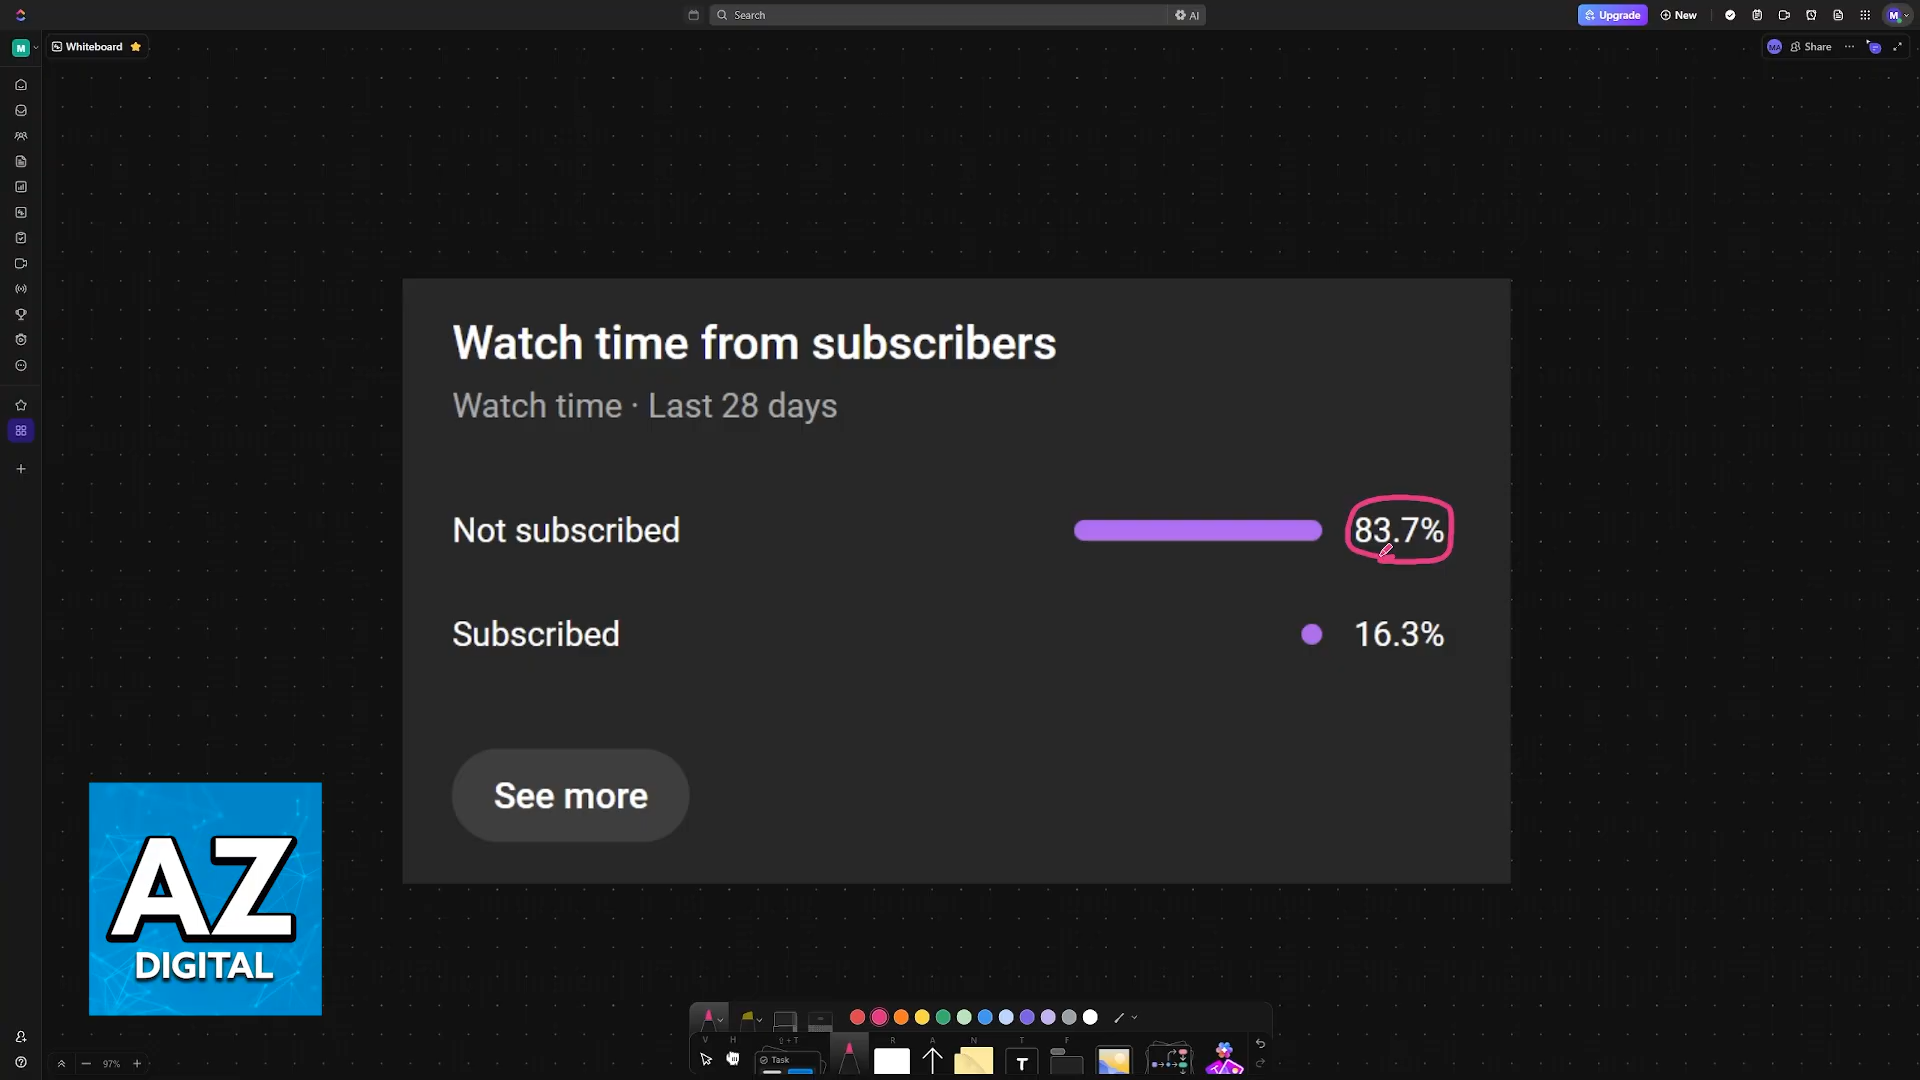 Search
AI
Upgrade
New
M
M
Whiteboard
MA
Share
Watch time from subscribers
Watch time · Last 28 days
Not subscribed
83.7%
Subscribed
16.3%
See more
AZ
DIGITAL
V
H
⇧ + T
R
A
N
T
F
Task
T
97%